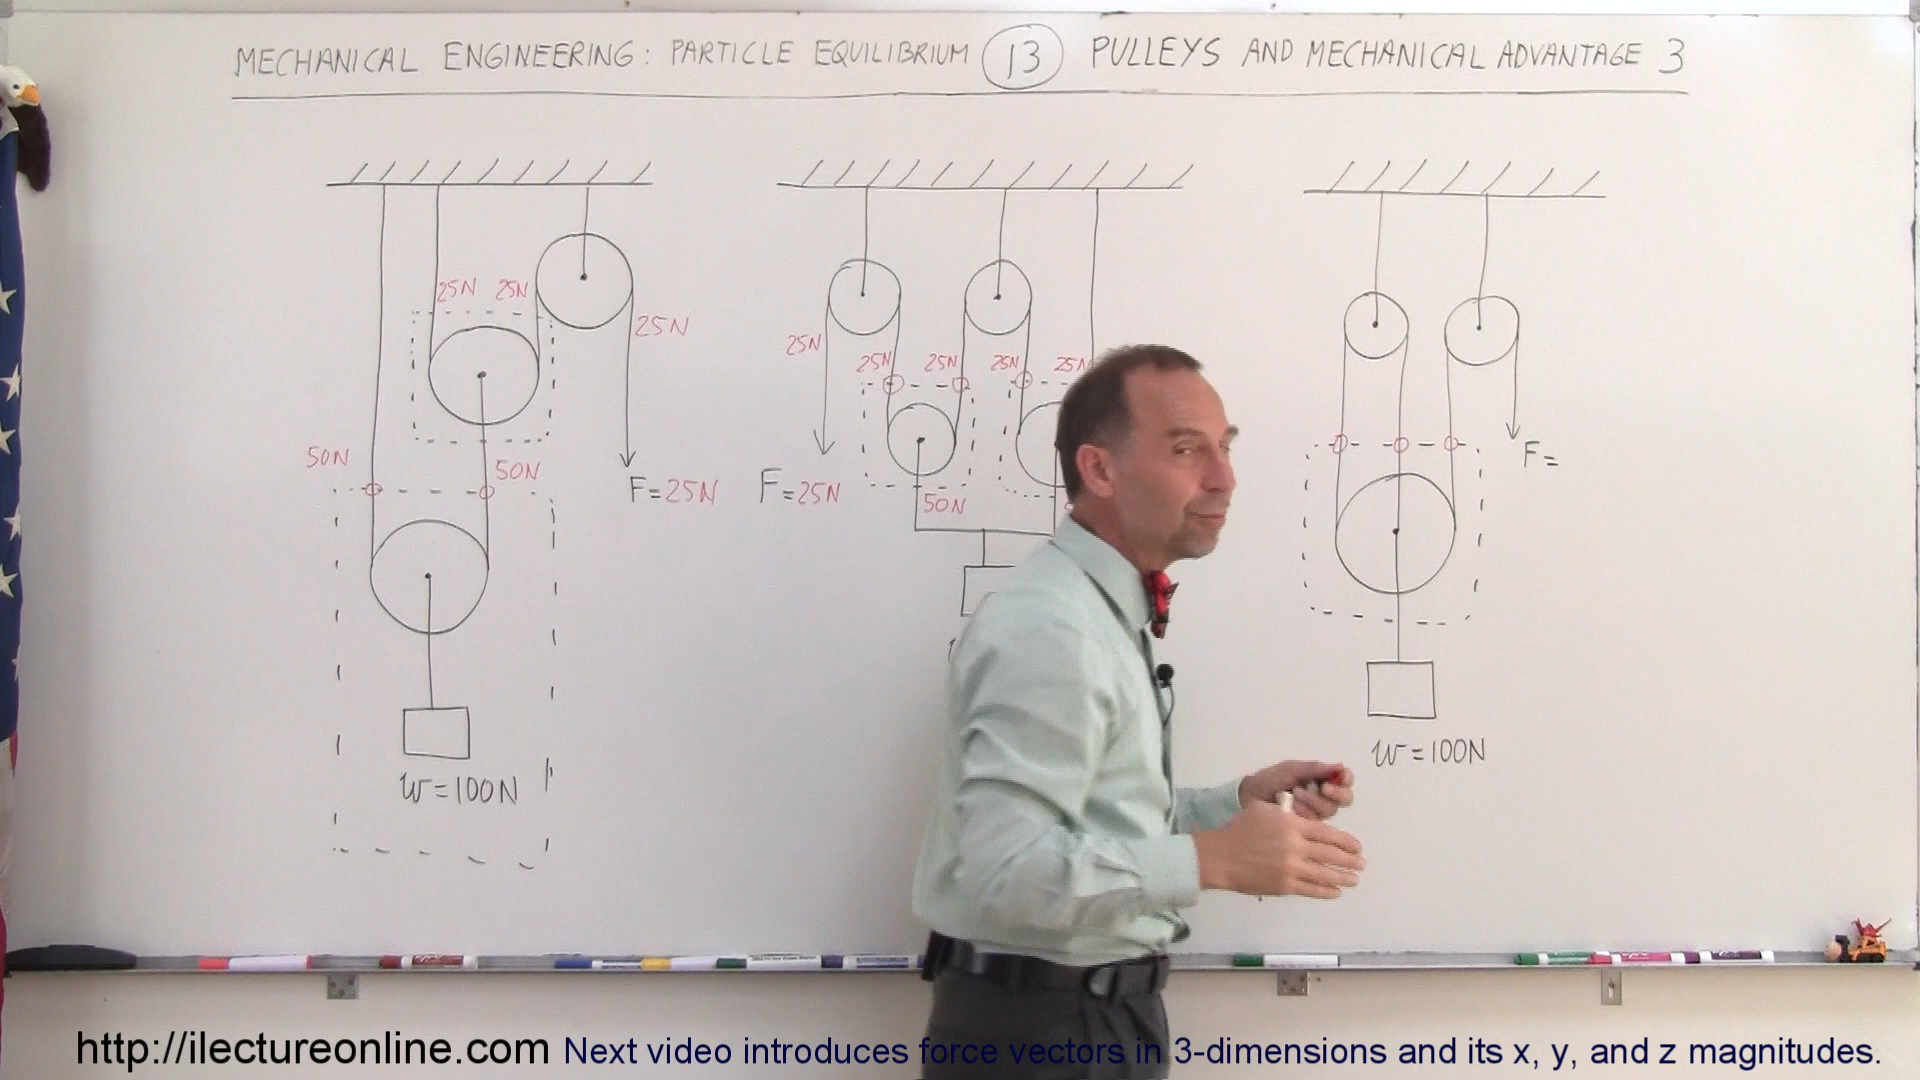 MECHANICAL ENGINEERING: PARTICLE EQUILIBRIUM 13 PULLEYS AND MECHANICAL ADVANTAGE 3
25N 25N
25N
50N
50N
F=25N
W=100N
25N
25N 25N 25N 25N
F=25N
50N
F=
W=100N
http://ilectureonline.com Next video introduces force vectors in 3-dimensions and its x, y, and z magnitudes.